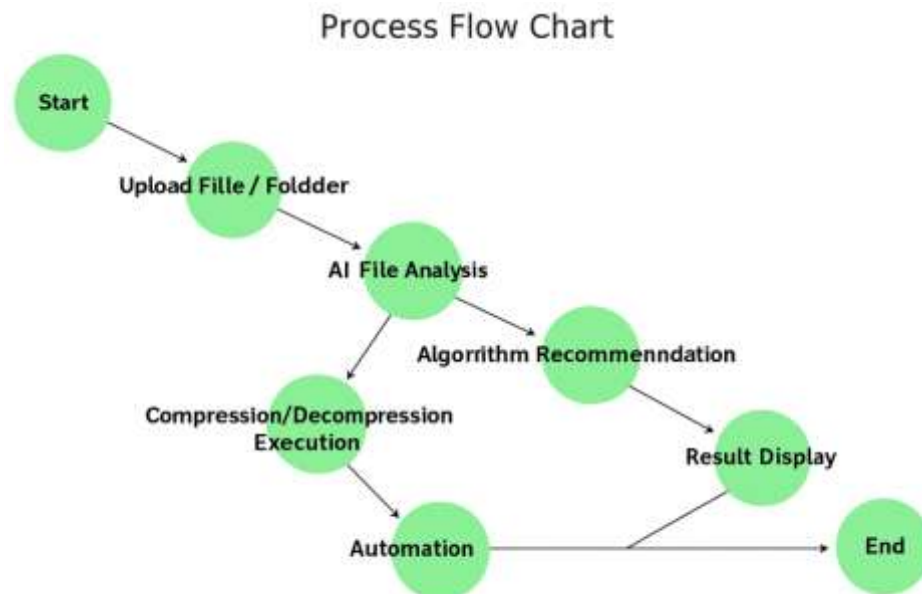 Process Flow Chart
Start
Upload Fille / Foldder
AI File Analysis
Algorrithm Recommenndation
Compression/Decompression
Execution
Result Display
Automation
End